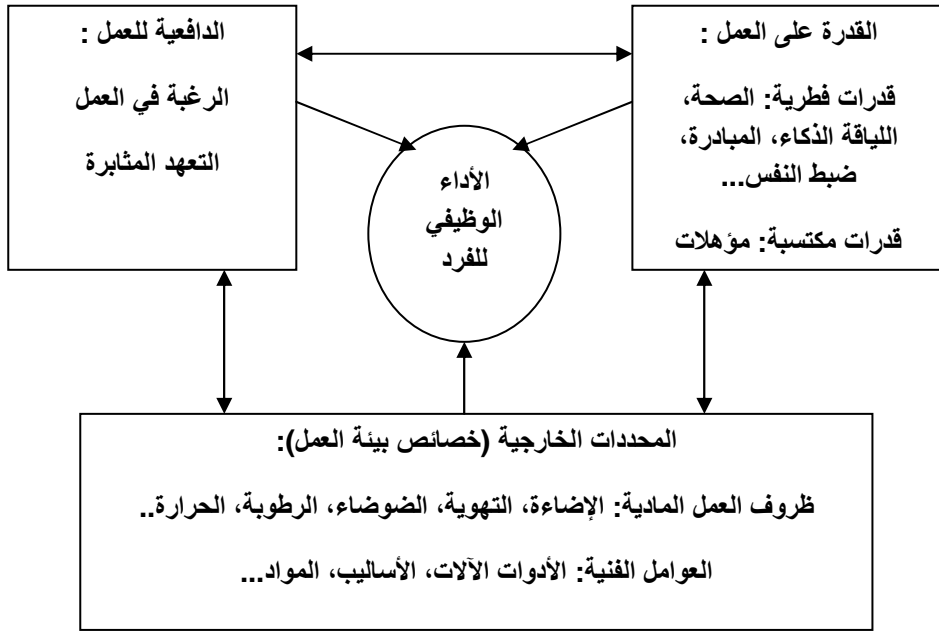 القدرة على العمل :
قدرات فطرية: الصحة،
اللياقة الذكاء، المبادرة،
ضبط النفس...
قدرات مكتسبة: مؤهلات
الدافعية للعمل :
الرغبة في العمل
التعهد المثابرة
الأداء
الوظيفي
للفرد
المحددات الخارجية (خصائص بيئة العمل):
ظروف العمل المادية: الإضاءة، التهوية، الضوضاء، الرطوبة، الحرارة..
العوامل الفنية: الأدوات الآلات، الأساليب، المواد...